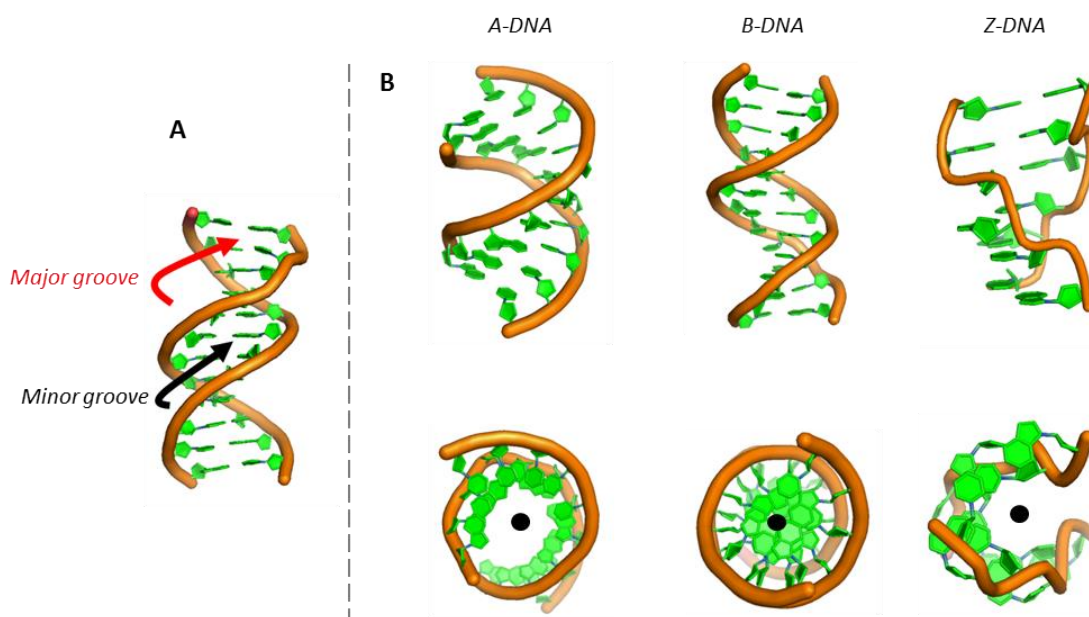 A
Major groove
Minor groove
B
A-DNA
B-DNA
Z-DNA